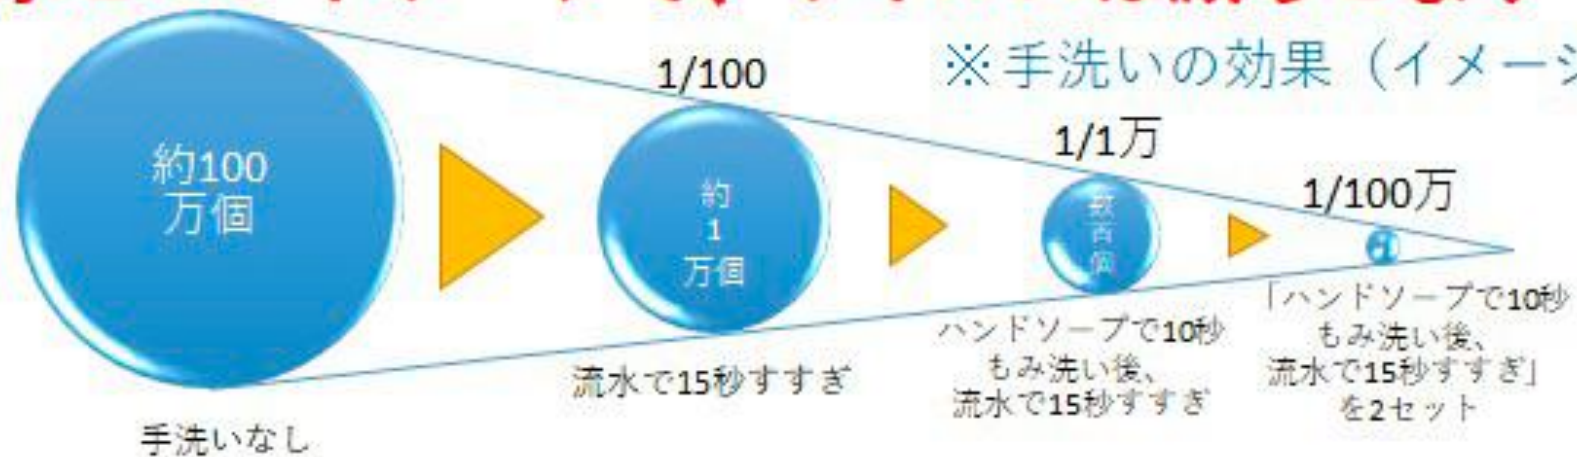 ※手洗いの効果（イメージ
約100
万個
1/100
約
1
万個
1/1万
数百個
1/100万
手洗いなし
流水で15秒すすぎ
ハンドソープで10秒
もみ洗い後、
流水で15秒すすぎ
「ハンドソープで10秒
もみ洗い後、
流水で15秒すすぎ」
を2セット